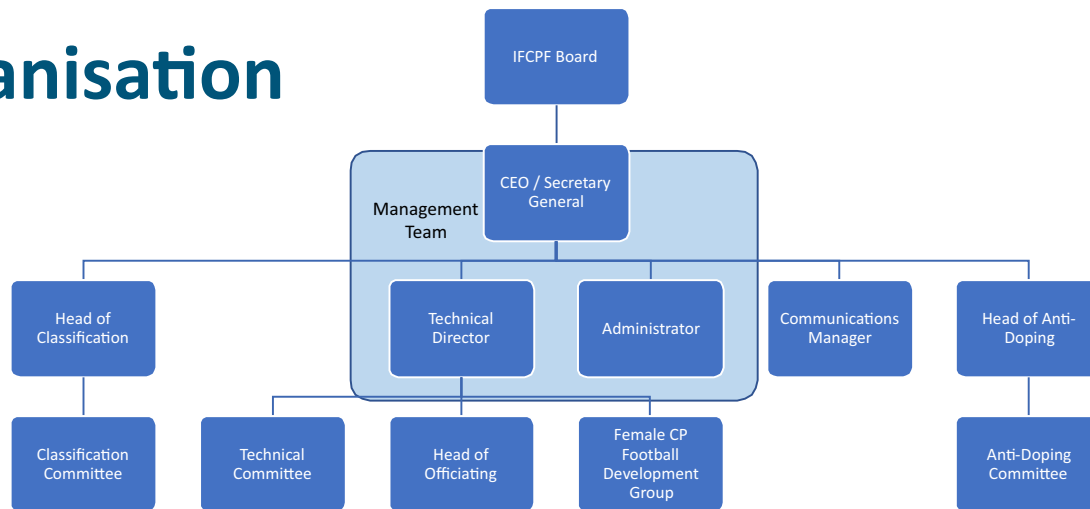 anisation
IFCPF Board
CEO / Secretary
General
Management
Team
Head of
Classification
Technical
Director
Administrator
Communications
Manager
Head of Anti-
Doping
Classification
Committee
Technical
Committee
Head of
Officiating
Female CP
Football
Development
Group
Anti-Doping
Committee